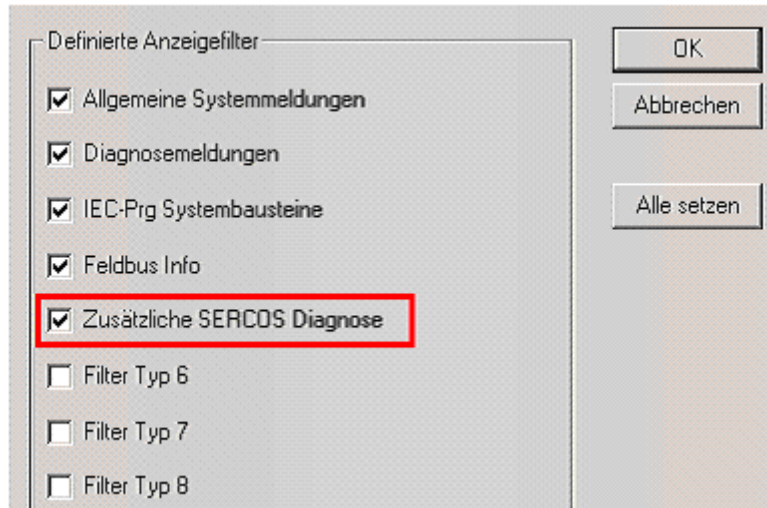 Definierte Anzeigefilter
Allgemeine Systemmeldungen
Diagnosemeldungen
IEC-Prg Systembausteine
Feldbus Info
Zusätzliche SERCOS Diagnose
Filter Typ 6
Filter Typ 7
Filter Typ 8
OK
Abbrechen
Alle setzen